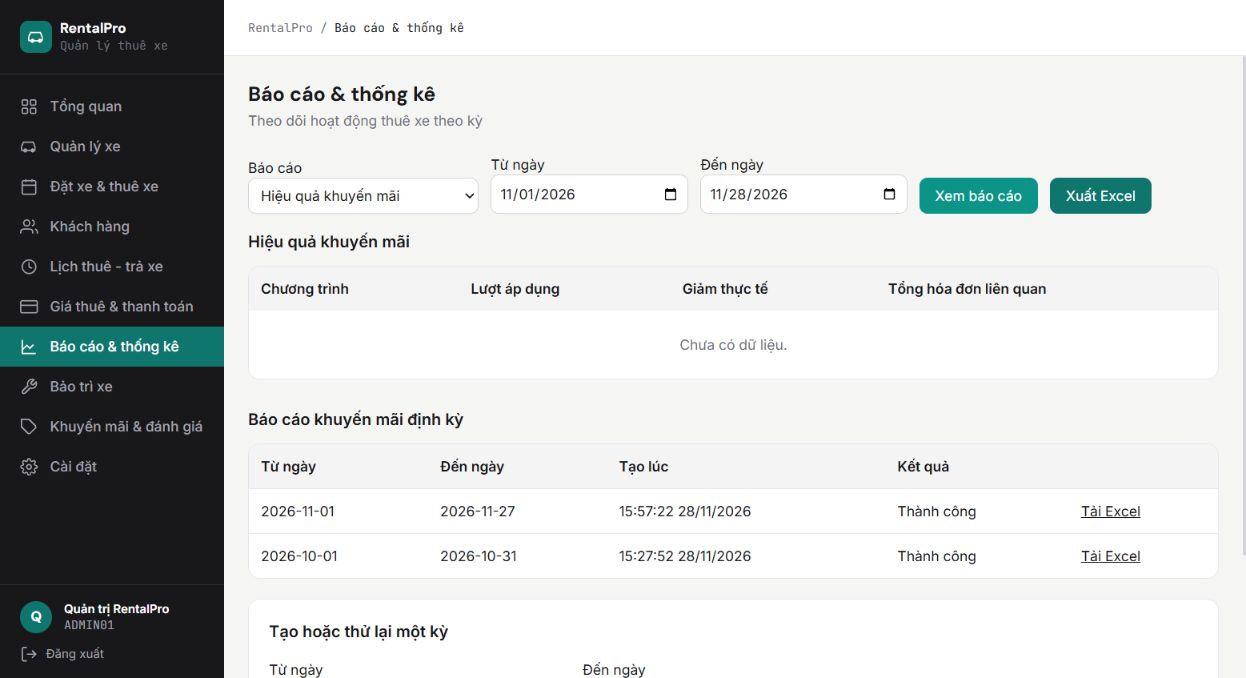 RentalPro
Quản lý thuê xe
Tổng quan
Quản lý xe
Đặt xe & thuê xe
Khách hàng
Lịch thuê - trả xe
Giá thuê & thanh toán
Báo cáo & thống kê
Bảo trì xe
Khuyến mãi & đánh giá
Cài đặt
Q
Quản trị RentalPro
ADMIN01
Đăng xuất
RentalPro / Báo cáo & thống kê
Báo cáo & thống kê
Theo dõi hoạt động thuê xe theo kỳ
Báo cáo Từ ngày Đến ngày
Hiệu quả khuyến mãi 11/01/2026 11/28/2026 Xem báo cáo Xuất Excel
Hiệu quả khuyến mãi
Chương trình Lượt áp dụng Giảm thực tế Tổng hóa đơn liên quan
Chưa có dữ liệu.
Báo cáo khuyến mãi định kỳ
Từ ngày Đến ngày Tạo lúc Kết quả
2026-11-01 2026-11-27 15:57:22 28/11/2026 Thành công Tải Excel
2026-10-01 2026-10-31 15:27:52 28/11/2026 Thành công Tải Excel
Tạo hoặc thử lại một kỳ
Từ ngày Đến ngày